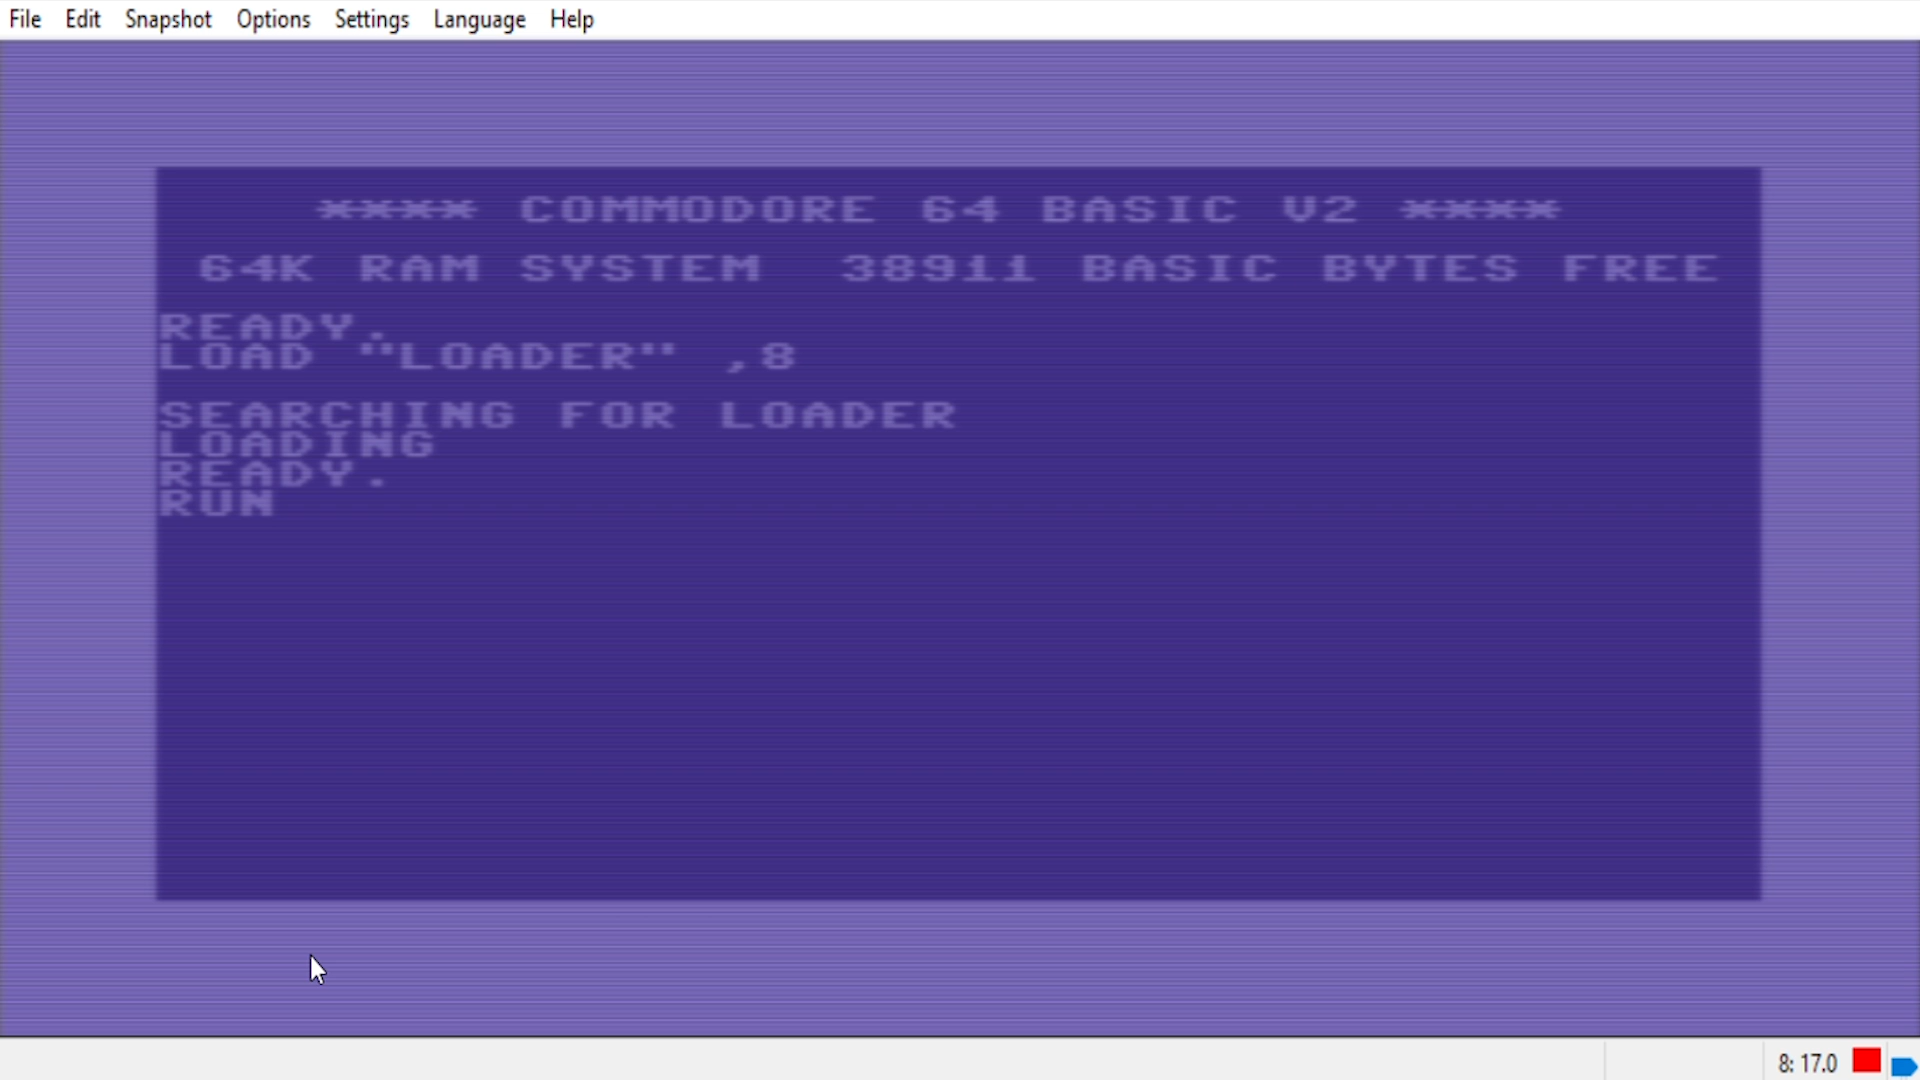 File Edit Snapshot Options Settings Language Help
**** COMMODORE 64 BASIC V2 ****
64K RAM SYSTEM  38911 BASIC BYTES FREE
READY.
LOAD "LOADER" ,8
SEARCHING FOR LOADER
LOADING
READY.
RUN
8: 17.0